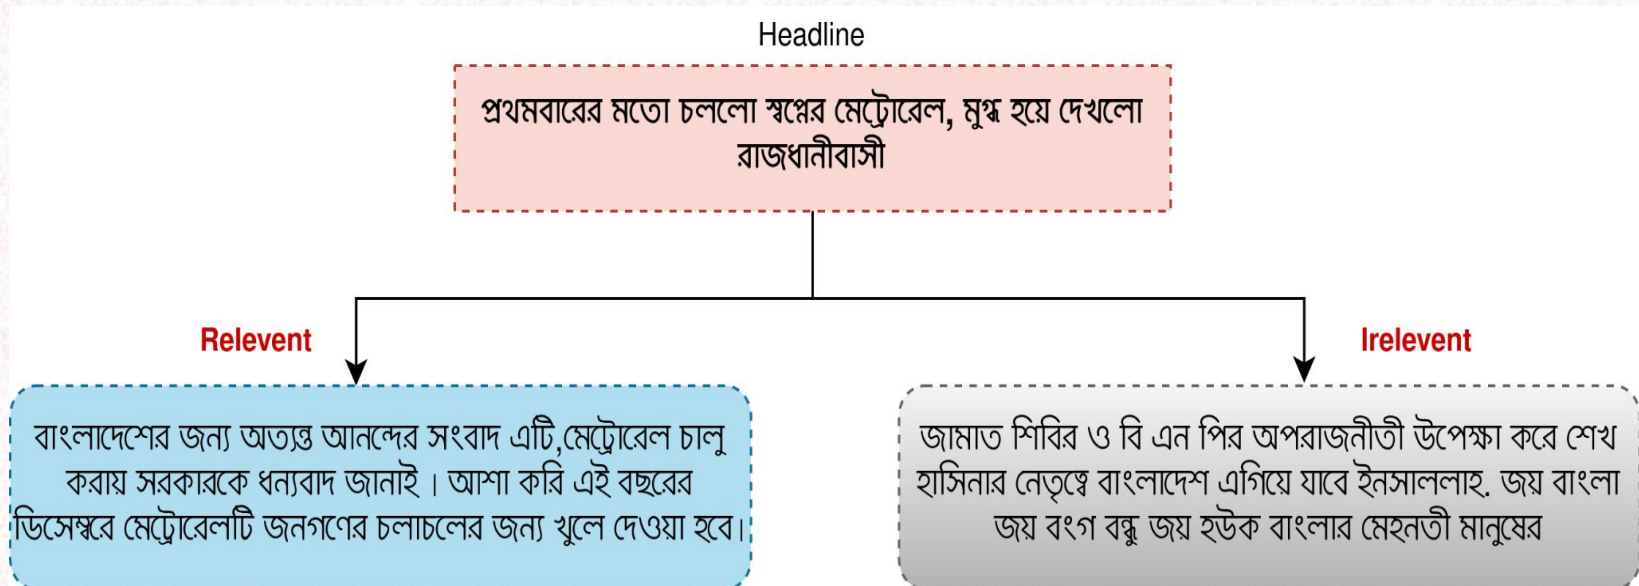 Headline
প্রথমবারের মতো চললো স্বপ্নের মেট্রোরেল, মুগ্ধ হয়ে দেখলো
রাজধানীবাসী
Relevent
Irelevent
বাংলাদেশের জন্য অত্যন্ত আনন্দের সংবাদ এটি,মেট্রোরেল চালু
করায় সরকারকে ধন্যবাদ জানাই । আশা করি এই বছরের
ডিসেম্বরে মেট্রোরেলটি জনগণের চলাচলের জন্য খুলে দেওয়া হবে।
জামাত শিবির ও বি এন পির অপরাজনীতী উপেক্ষা করে শেখ
হাসিনার নেতৃত্বে বাংলাদেশ এগিয়ে যাবে ইনসাললাহ. জয় বাংলা
জয় বংগ বন্ধু জয় হউক বাংলার মেহনতী মানুষের